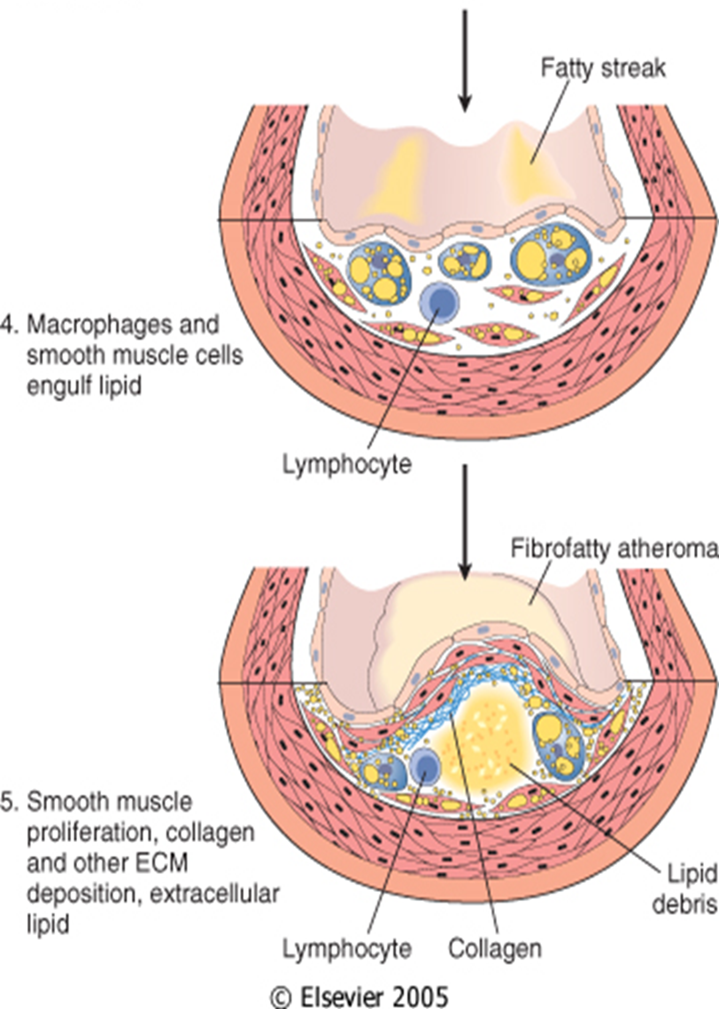 Fatty streak
4. Macrophages and
smooth muscle cells
engulf lipid
Lymphocyte
Fibrofatty atheroma
5. Smooth muscle
proliferation, collagen
and other ECM
deposition, extracellular
lipid
Lipid
debris
Lymphocyte
Collagen
© Elsevier 2005